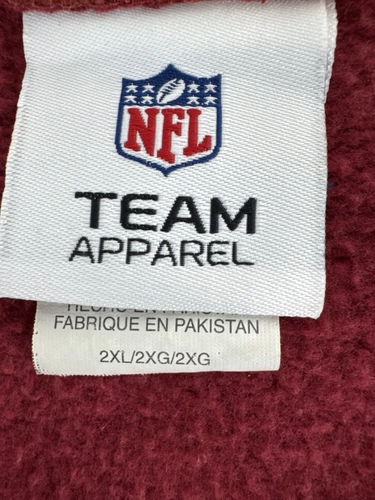 NFL
TEAM
APPAREL
FABRIQUE EN PAKISTAN
2XL/2XG/2XG